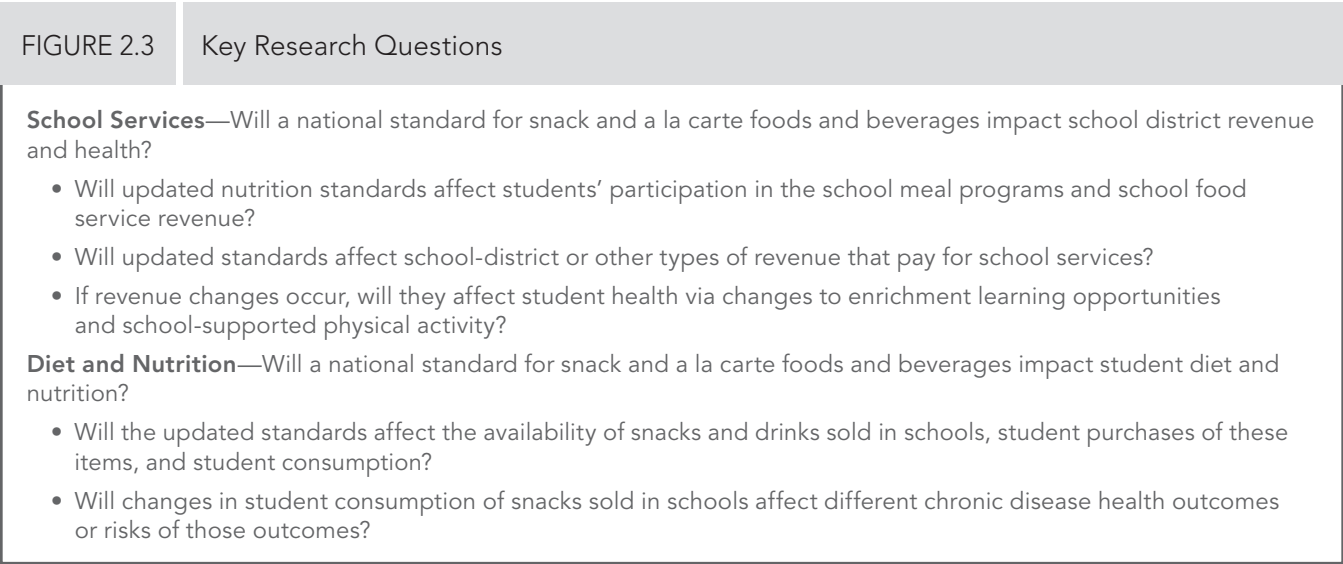 FIGURE 2.3
Key Research Questions
School Services—Will a national standard for snack and a la carte foods and beverages impact school district revenue
and health?
• Will updated nutrition standards affect students’ participation in the school meal programs and school food
service revenue?
• Will updated standards affect school-district or other types of revenue that pay for school services?
• If revenue changes occur, will they affect student health via changes to enrichment learning opportunities
and school-supported physical activity?
Diet and Nutrition—Will a national standard for snack and a la carte foods and beverages impact student diet and
nutrition?
• Will the updated standards affect the availability of snacks and drinks sold in schools, student purchases of these
items, and student consumption?
• Will changes in student consumption of snacks sold in schools affect different chronic disease health outcomes
or risks of those outcomes?